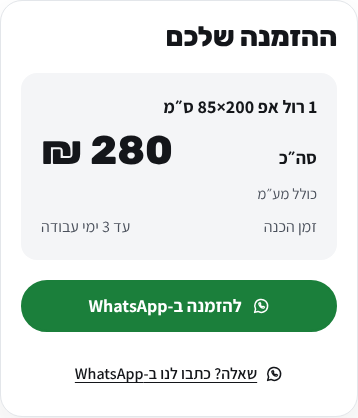 ההזמנה שלכם
1 רול אפ 85×200 ס״מ
סה״כ 280 ₪
כולל מע״מ
זמן הכנה עד 3 ימי עבודה
להזמנה ב-WhatsApp
שאלה? כתבו לנו ב-WhatsApp